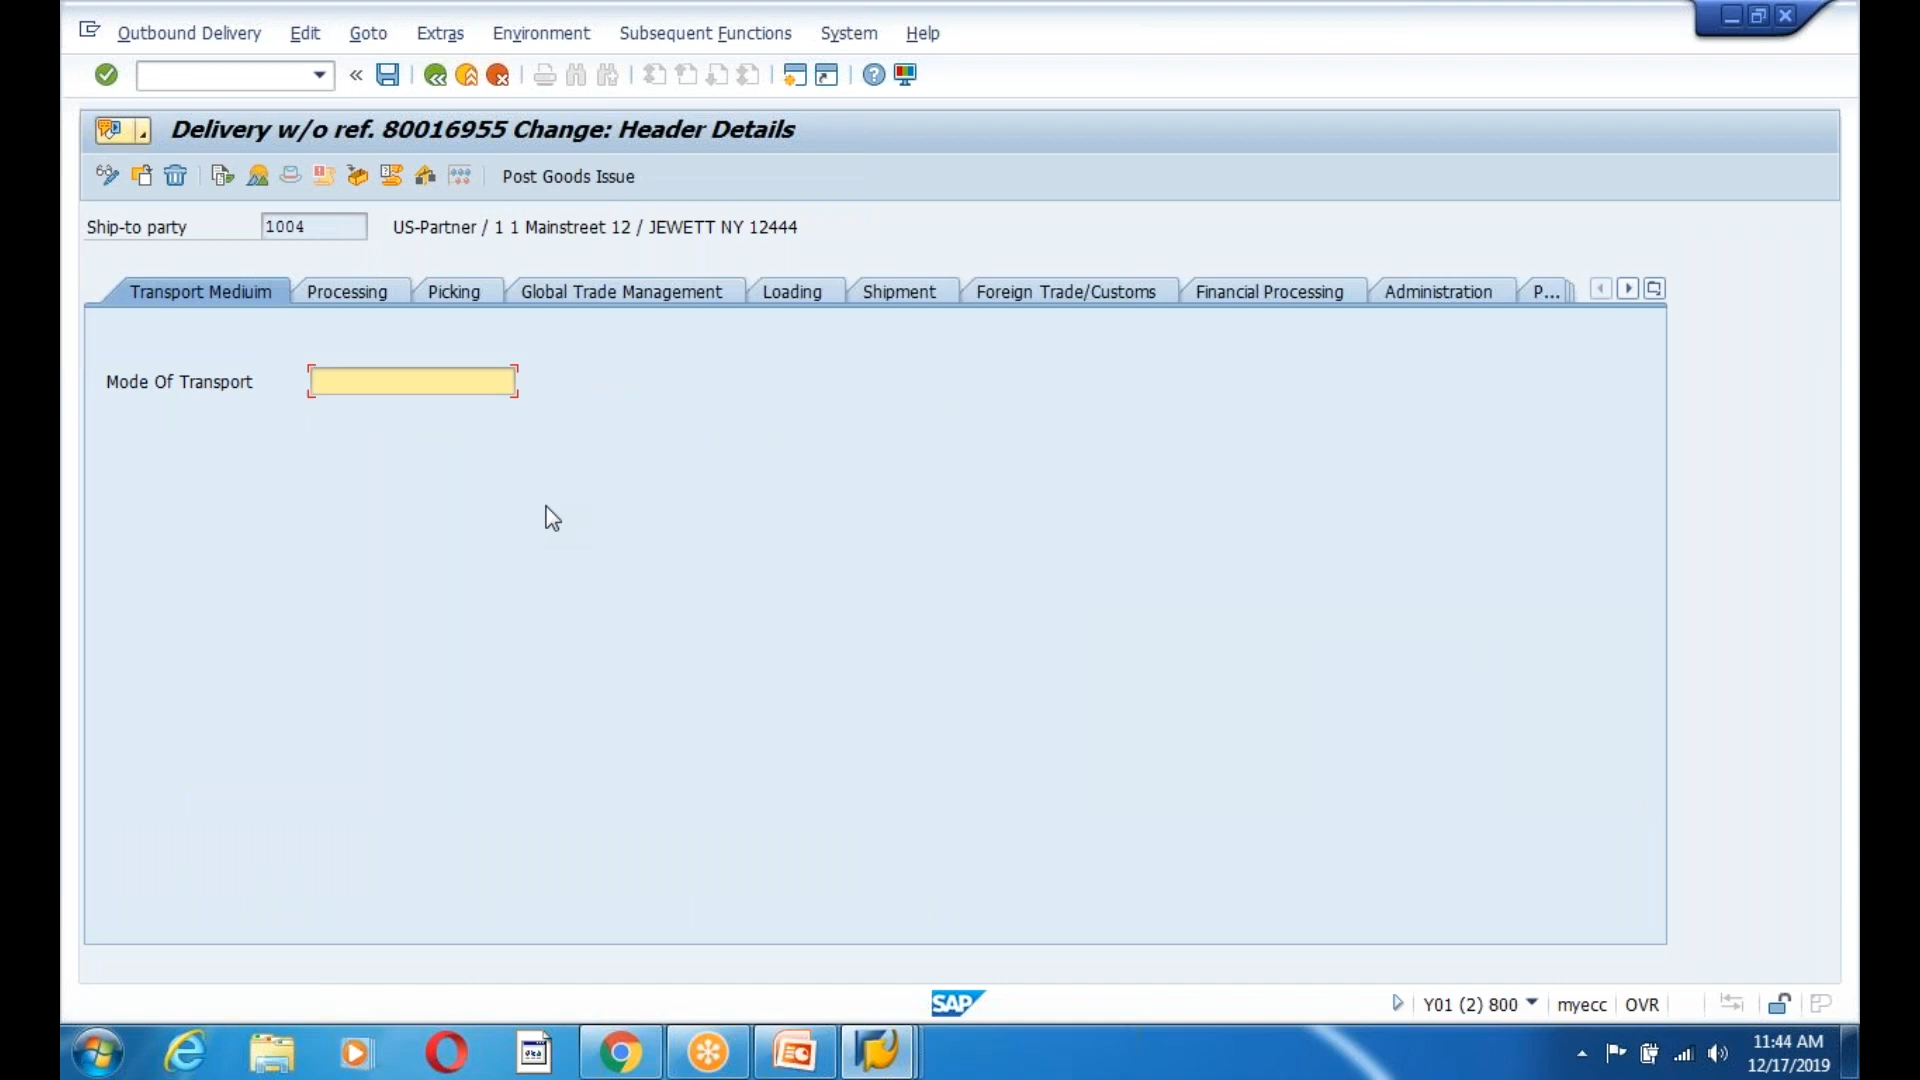 Outbound Delivery Edit Goto Extras Environment Subsequent Functions System Help
Delivery w/o ref. 80016955 Change: Header Details
Post Goods Issue
Ship-to party 1004 US-Partner / 1 1 Mainstreet 12 / JEWETT NY 12444
Transport Mediuim Processing Picking Global Trade Management Loading Shipment Foreign Trade/Customs Financial Processing Administration P...
Mode Of Transport
SAP Y01 (2) 800 myecc OVR
11:44 AM
12/17/2019